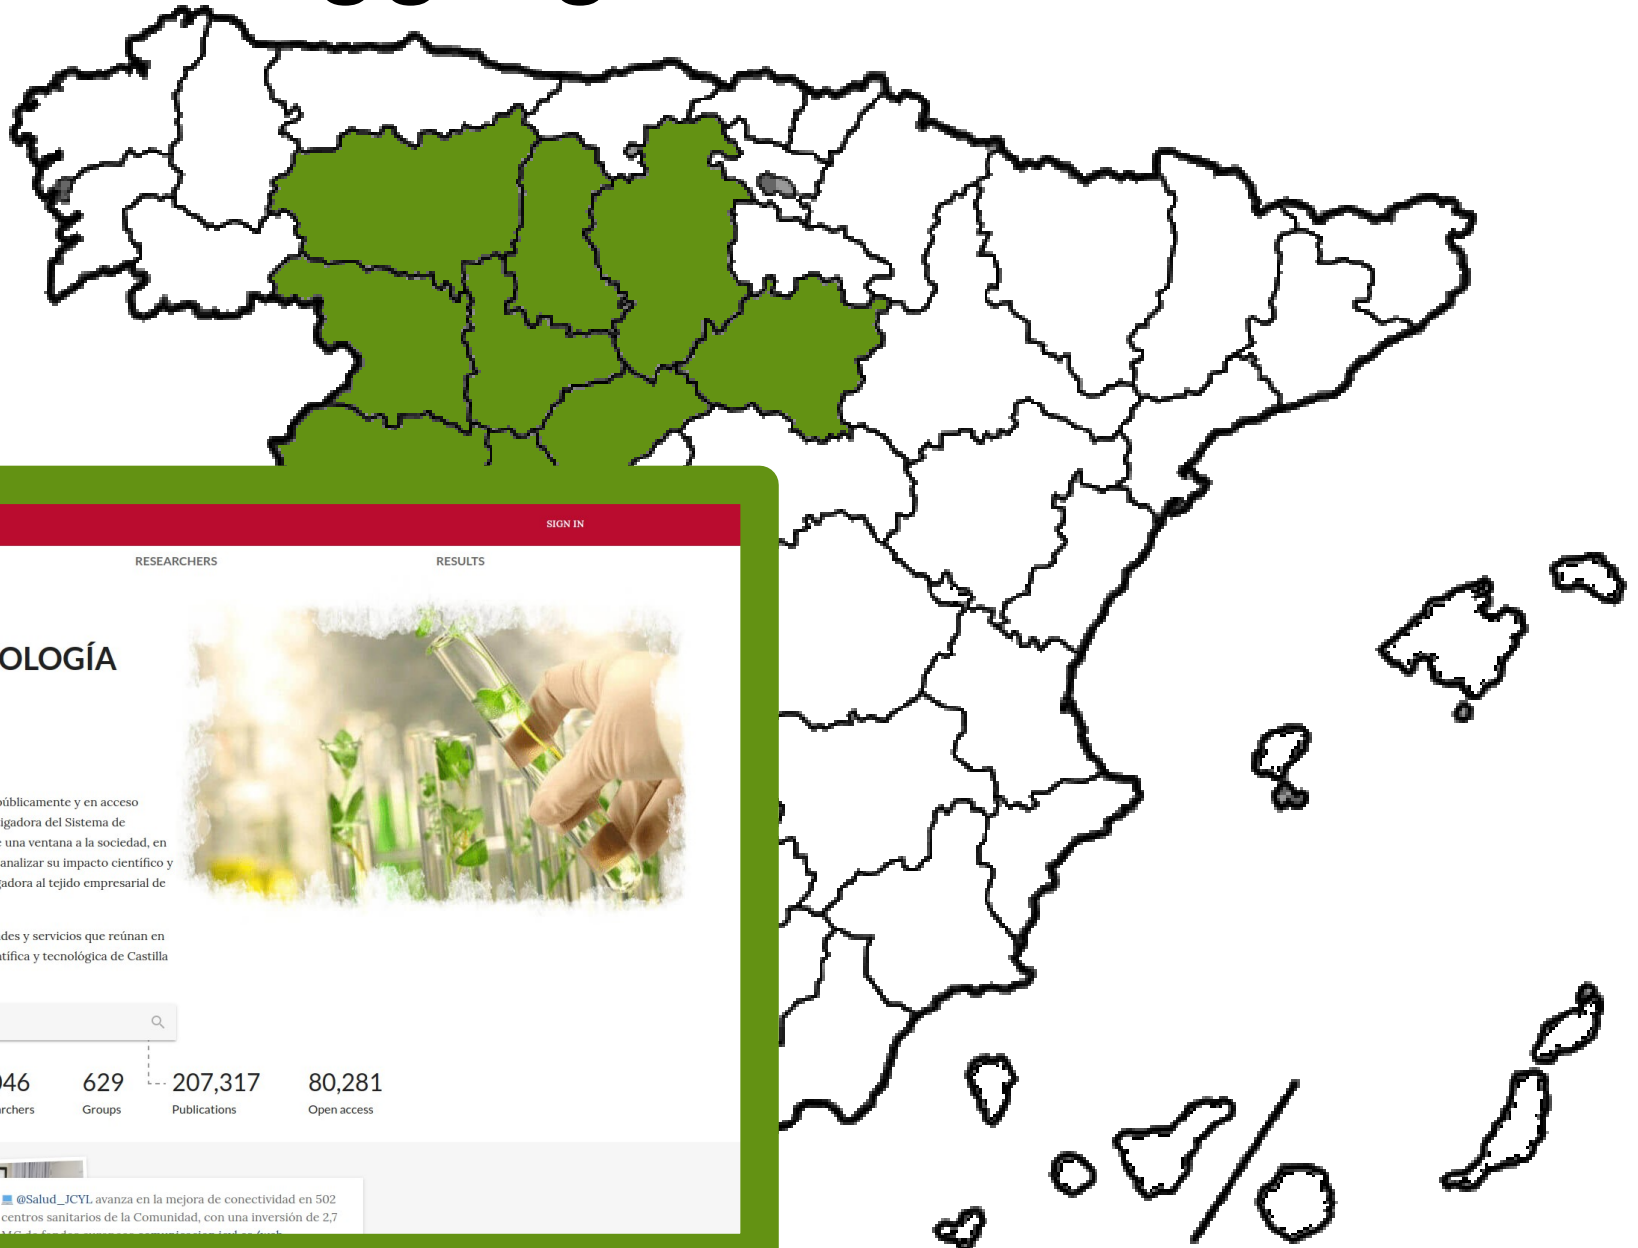 SIGN IN
RESEARCHERS RESULTS
OLOGÍA
públicamente y en acceso
igadora del Sistema de
e una ventana a la sociedad, en
analizar su impacto científico y
gadora al tejido empresarial de
des y servicios que reúnan en
ntífica y tecnológica de Castilla
046 629 207,317 80,281
rchers Groups Publications Open access
@Salud_JCYL avanza en la mejora de conectividad en 502
centros sanitarios de la Comunidad, con una inversión de 2,7